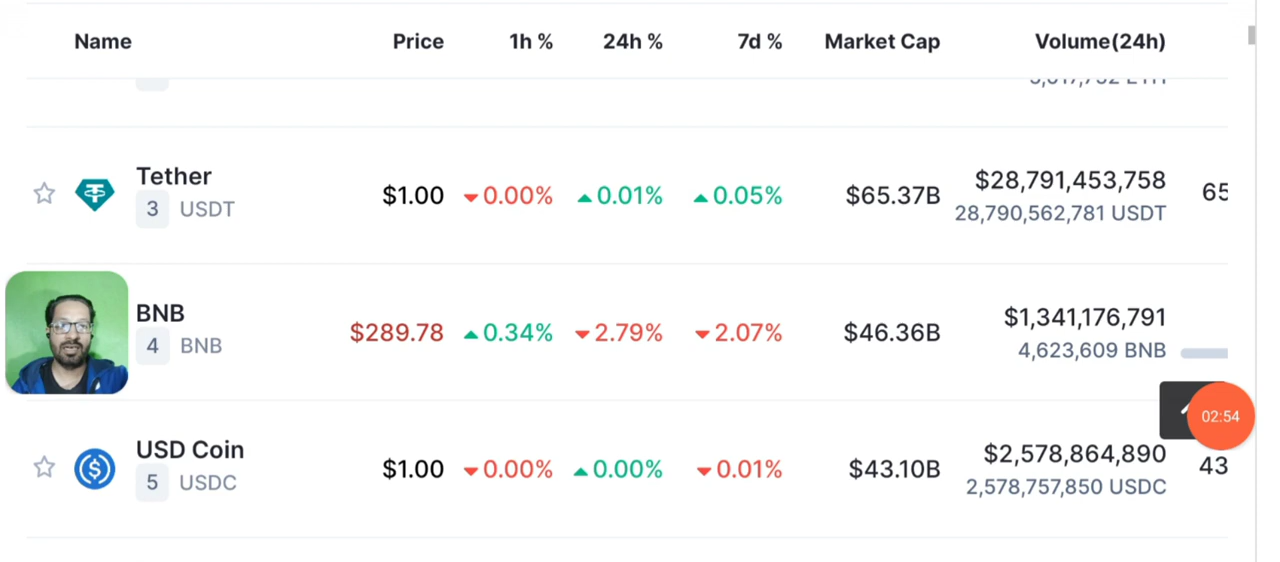 Name Price 1h % 24h % 7d % Market Cap Volume(24h)
Tether
3 USDT
$1.00 0.00% 0.01% 0.05% $65.37B $28,791,453,758
28,790,562,781 USDT
65
BNB
4 BNB
$289.78 0.34% 2.79% 2.07% $46.36B $1,341,176,791
4,623,609 BNB
02:54
USD Coin
5 USDC
$1.00 0.00% 0.00% 0.01% $43.10B $2,578,864,890
2,578,757,850 USDC
43